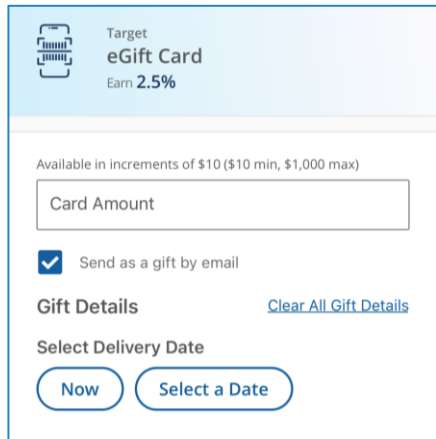 Target
eGift Card
Earn 2.5%
Available in increments of $10 ($10 min, $1,000 max)
Card Amount
Send as a gift by email
Gift Details Clear All Gift Details
Select Delivery Date
Now Select a Date